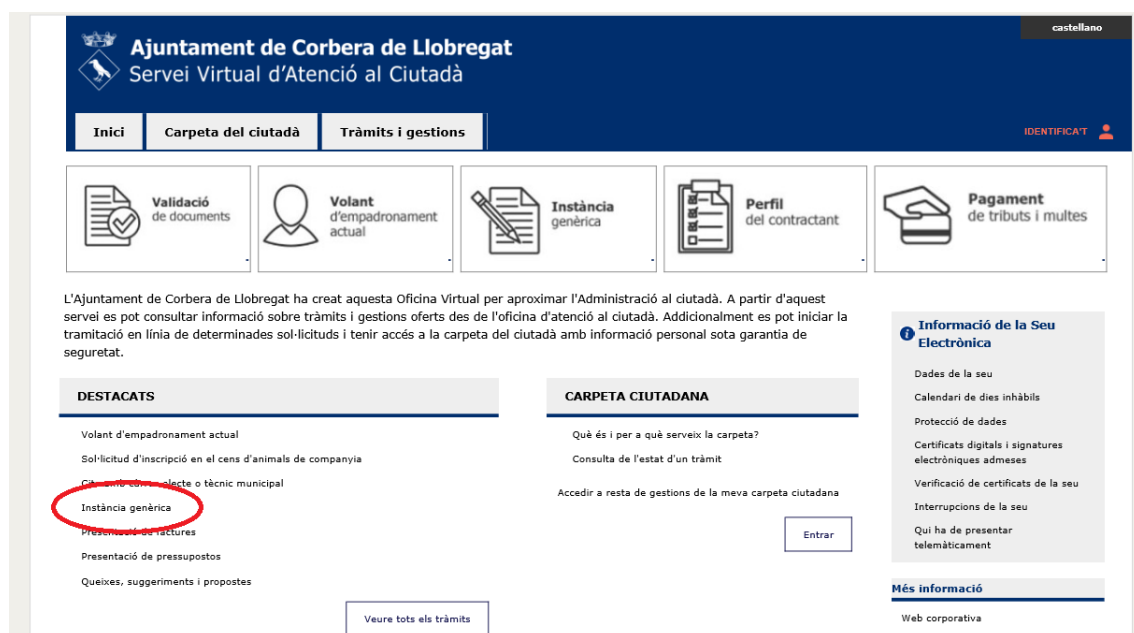 castellano
Ajuntament de Corbera de Llobregat
Servei Virtual d'Atenció al Ciutadà
Inici
Carpeta del ciutadà
Tràmits i gestions
IDENTIFICA'T
Validació
de documents
Volant
d'empadronament
actual
Instància
genèrica
Perfil
del contractant
Pagament
de tributs i multes
L'Ajuntament de Corbera de Llobregat ha creat aquesta Oficina Virtual per aproximar l'Administració al ciutadà. A partir d'aquest
servei es pot consultar informació sobre tràmits i gestions oferts des de l'oficina d'atenció al ciutadà. Addicionalment es pot iniciar la
tramitació en línia de determinades sol·licituds i tenir accés a la carpeta del ciutadà amb informació personal sota garantia de
seguretat.
DESTACATS
Volant d'empadronament actual
Sol·licitud d'inscripció en el cens d'animals de companyia
Cita amb càrrec electe o tècnic municipal
Instància genèrica
Presentació de factures
Presentació de pressupostos
Queixes, suggeriments i propostes
Veure tots els tràmits
CARPETA CIUTADANA
Què és i per a què serveix la carpeta?
Consulta de l'estat d'un tràmit
Accedir a resta de gestions de la meva carpeta ciutadana
Entrar
Informació de la Seu
Electrònica
Dades de la seu
Calendari de dies inhàbils
Protecció de dades
Certificats digitals i signatures
electròniques admeses
Verificació de certificats de la seu
Interrupcions de la seu
Qui ha de presentar
telemàticament
Més informació
Web corporativa